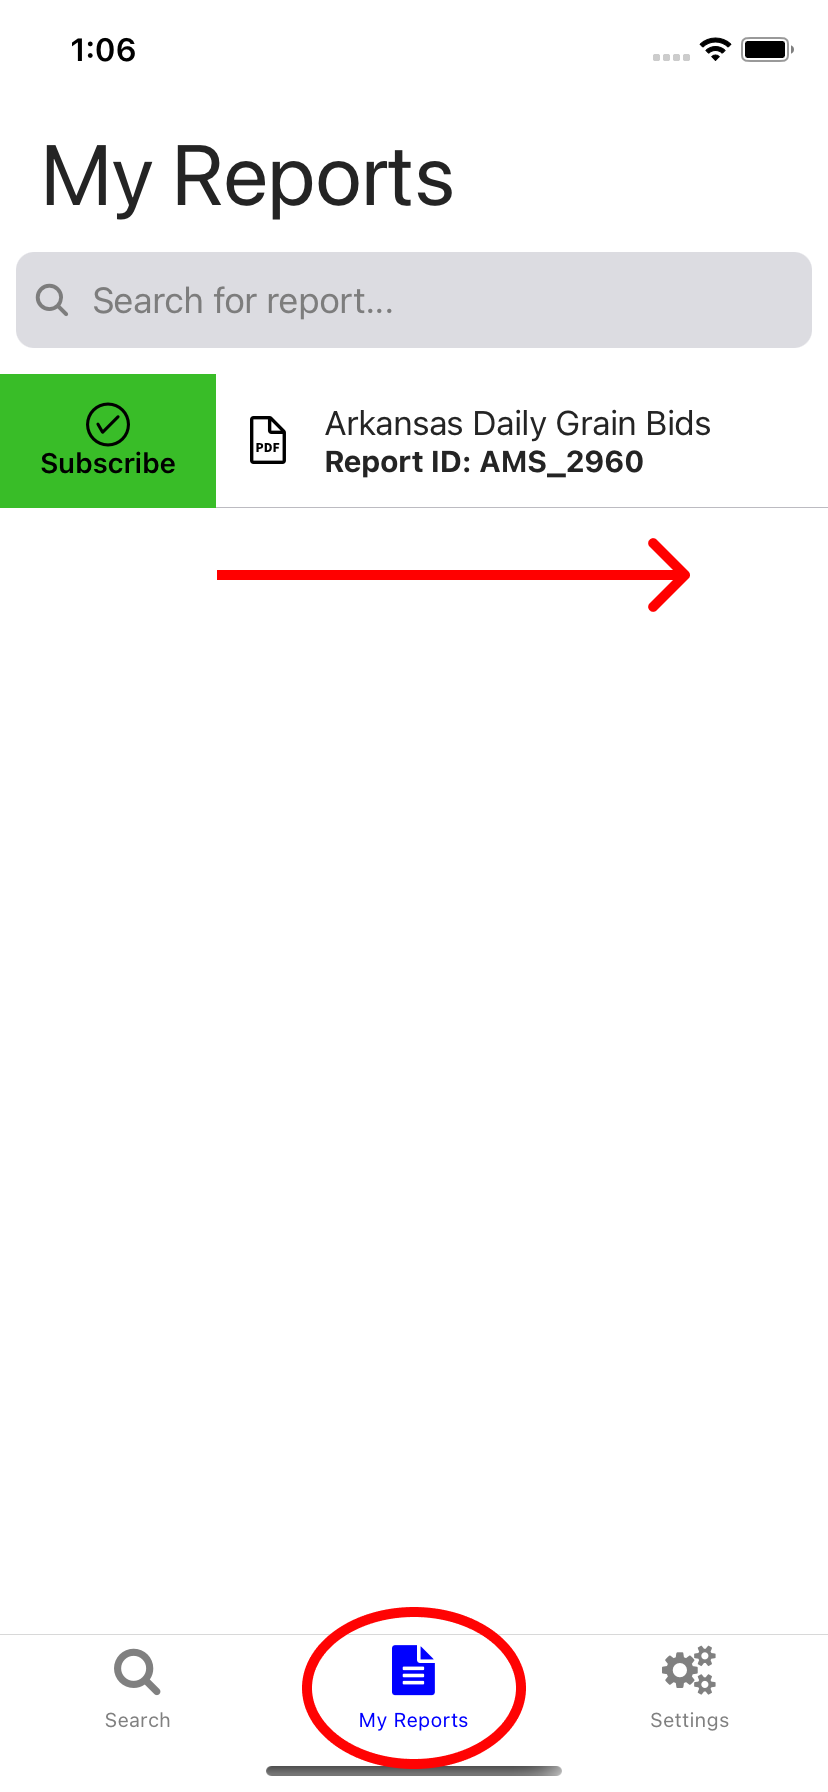 1:06
My Reports
Search for report...
Subscribe
PDF
Arkansas Daily Grain Bids
Report ID: AMS_2960
Search
My Reports
Settings